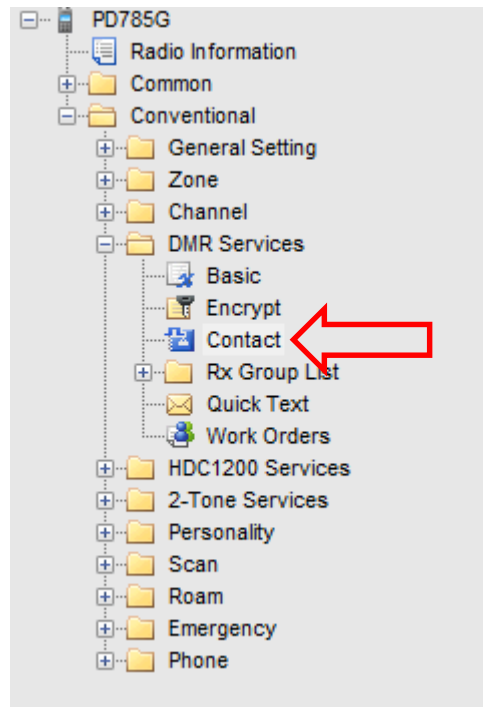 PD785G
Radio Information
Common
Conventional
General Setting
Zone
Channel
DMR Services
Basic
Encrypt
Contact
Rx Group List
Quick Text
Work Orders
HDC1200 Services
2-Tone Services
Personality
Scan
Roam
Emergency
Phone